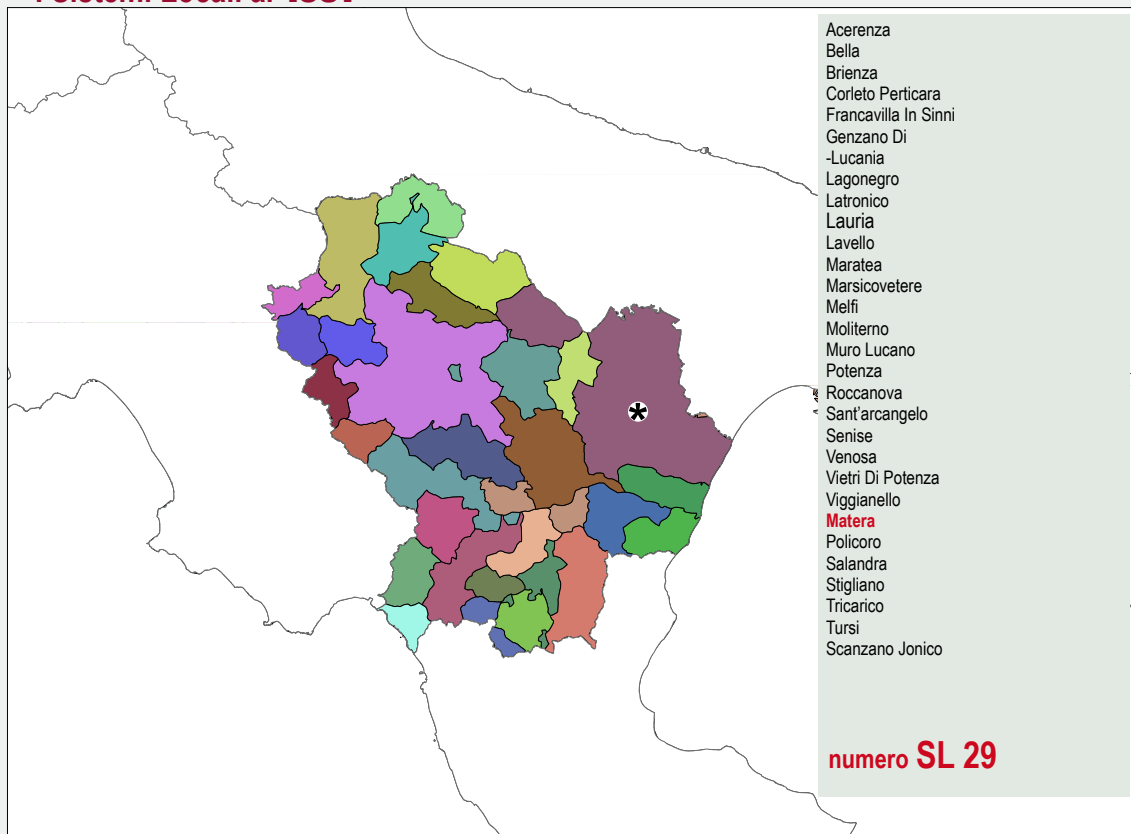 Acerenza
Bella
Brienza
Corleto Perticara
Francavilla In Sinni
Genzano Di
-Lucania
Lagonegro
Latronico
Lauria
Lavello
Maratea
Marsicovetere
Melfi
Moliterno
Muro Lucano
Potenza
Roccanova
Sant'arcangelo
Senise
Venosa
Vietri Di Potenza
Viggianello
Matera
Policoro
Salandra
Stigliano
Tricarico
Tursi
Scanzano Jonico
numero SL 29
*